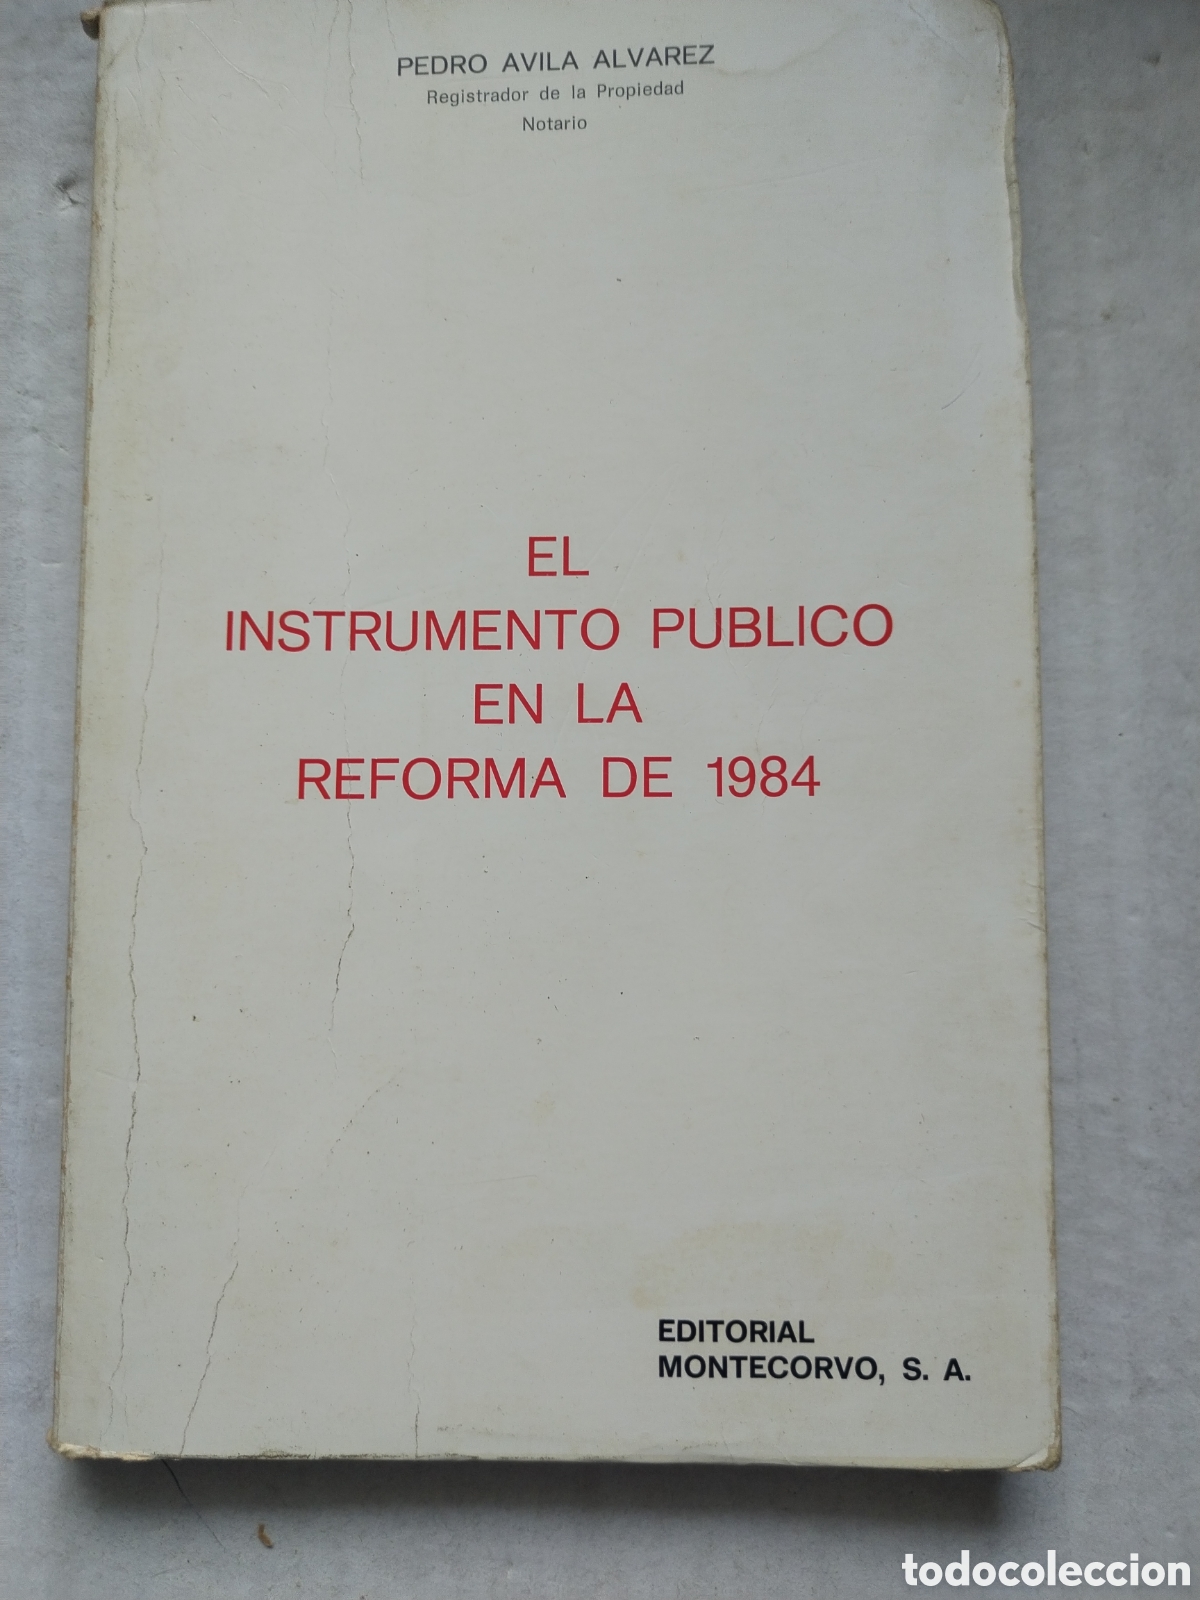 PEDRO AVILA ALVAREZ
Registrador de la Propiedad
Notario
EL
INSTRUMENTO PUBLICO
EN LA
REFORMA DE 1984
EDITORIAL
MONTECORVO, S. A.
todocoleccion